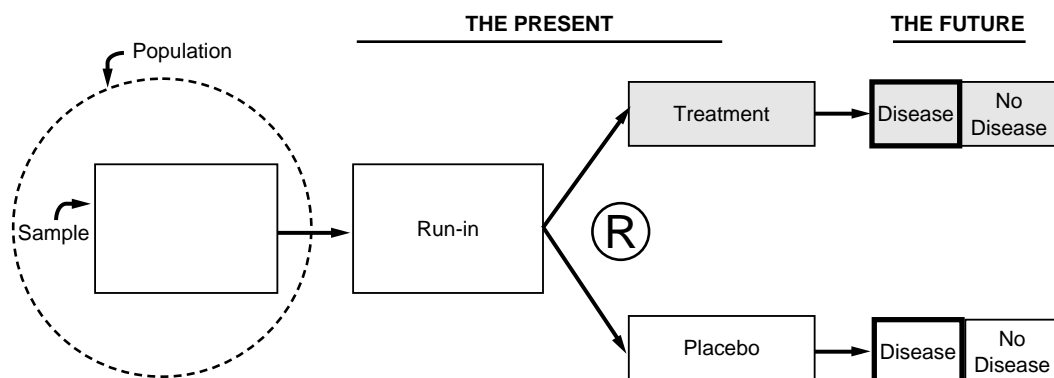 THE PRESENT
THE FUTURE
Population
Sample
Run-in
R
Treatment
Disease
No
Disease
Placebo
Disease
No
Disease